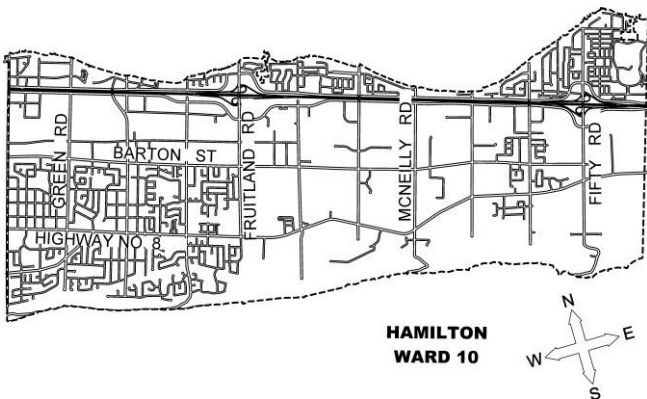 GREEN RD
BARTON ST
FRUITLAND RD
MCNEILLY RD
FIFTY RD
HIGHWAY NO. 8
HAMILTON
WARD 10
N
W
E
S